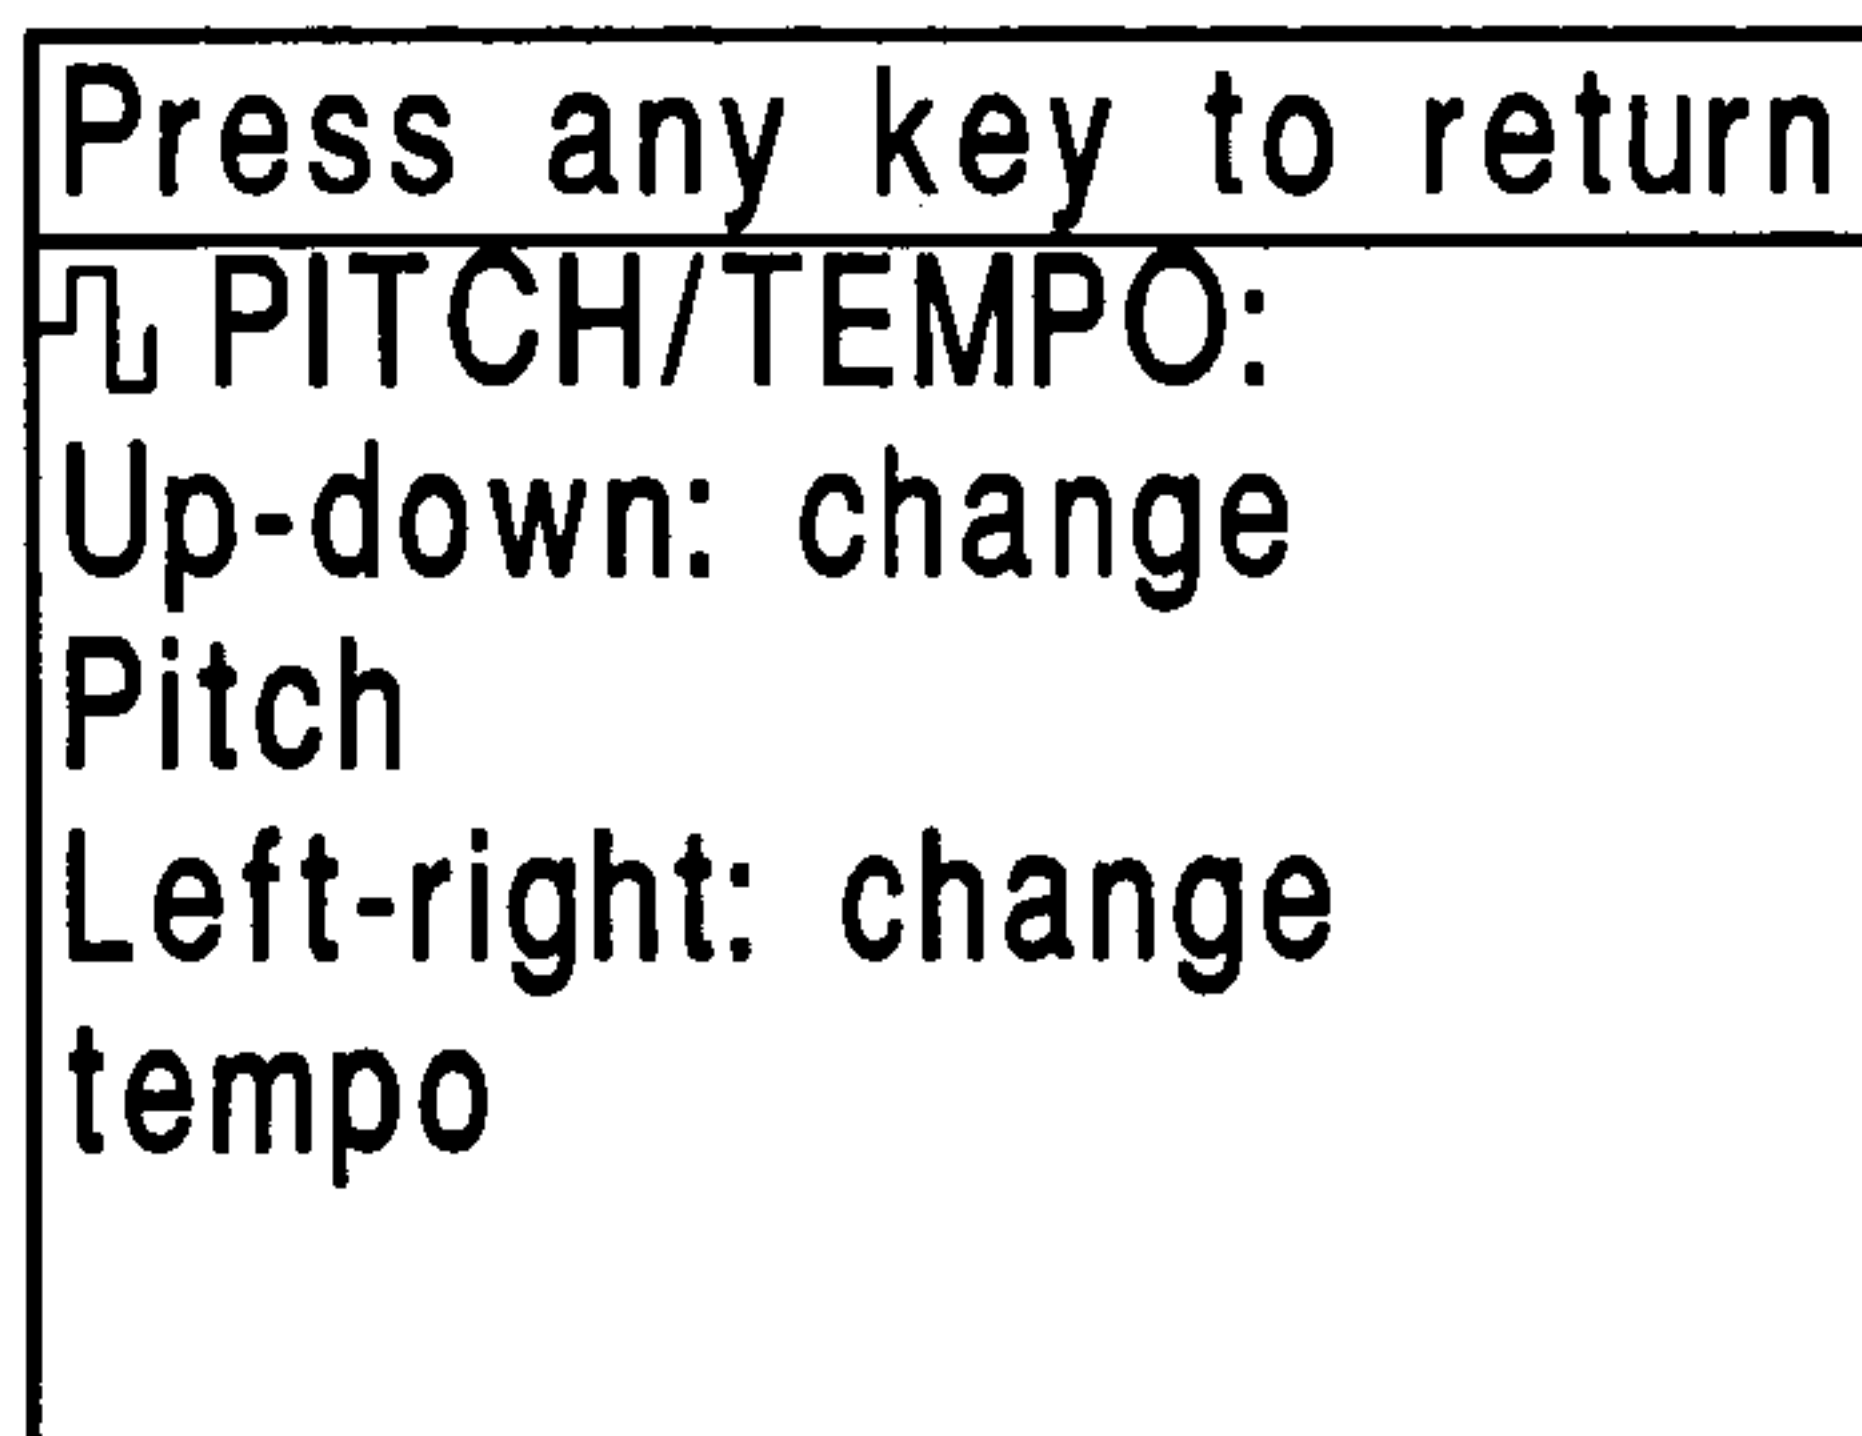 Press any key to return
PITCH/TEMPO:
Up-down: change
Pitch
Left-right: change
tempo